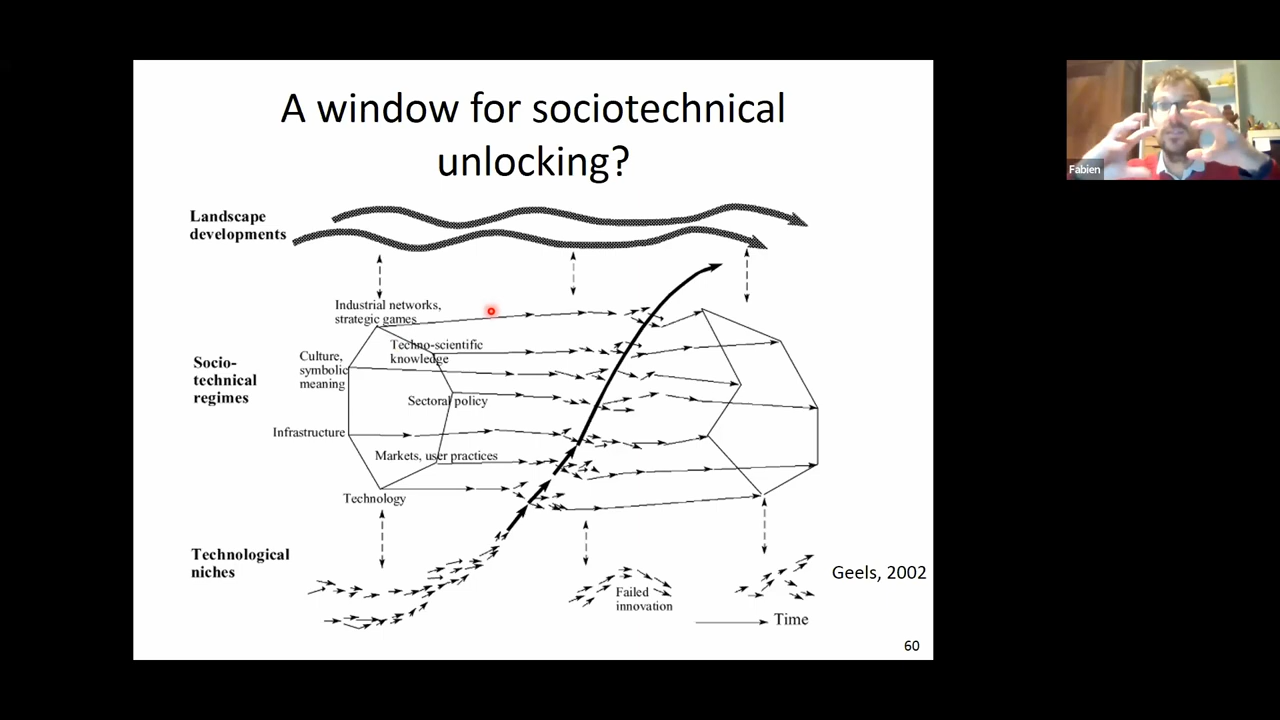 A window for sociotechnical
unlocking?
Fabien
Landscape
developments
Industrial networks,
strategic games
Techno-scientific
knowledge
Culture,
symbolic
meaning
Socio-
technical
regimes
Sectoral policy
Infrastructure
Markets, user practices
Technology
Technological
niches
Failed
innovation
Geels, 2002
Time
60